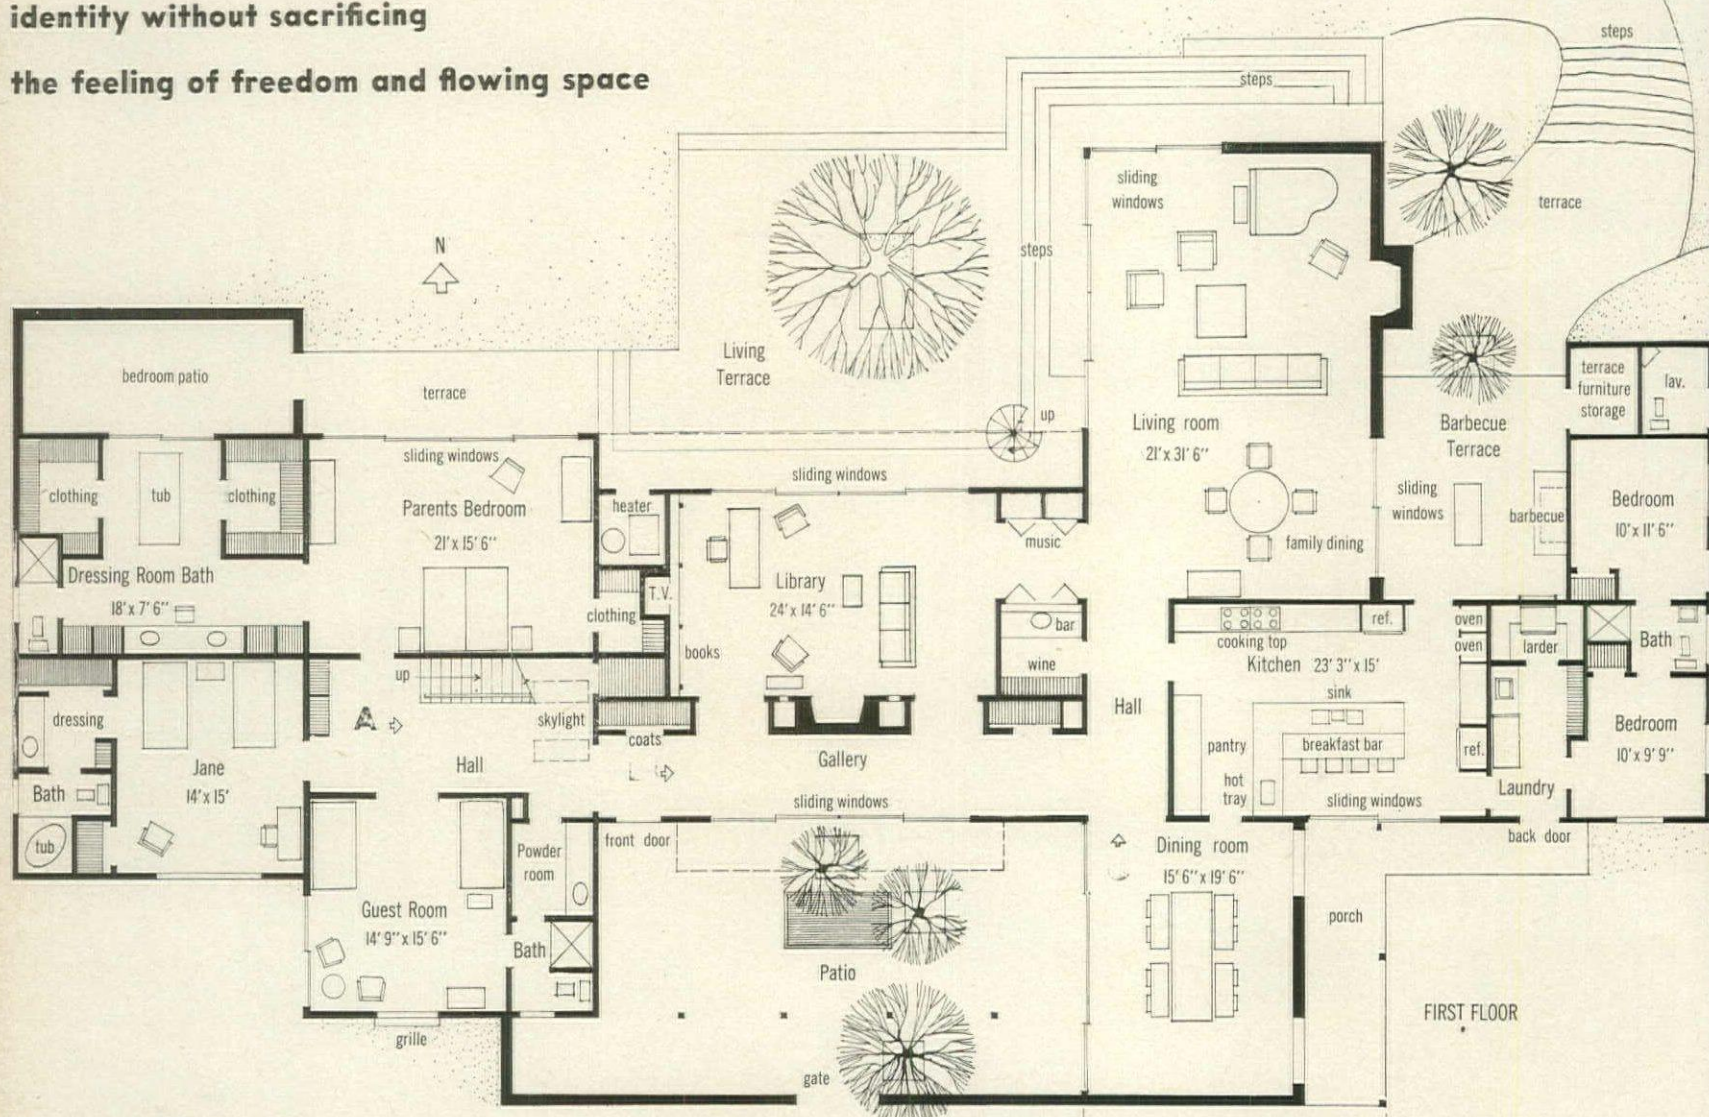 identity without sacrificing
the feeling of freedom and flowing space
N
steps
steps
steps
terrace
sliding
windows
bedroom patio
terrace
Living
Terrace
up
Living room
21' x 31' 6"
Barbecue
Terrace
terrace
furniture
storage
lav.
clothing
tub
clothing
sliding windows
Parents Bedroom
21' x 15' 6"
heater
sliding windows
music
sliding
windows
family dining
barbecue
Bedroom
10' x 11' 6"
Dressing Room Bath
18' x 7' 6"
clothing
T.V.
Library
24' x 14' 6"
books
bar
wine
cooking top
ref.
oven
oven
larder
Bath
Kitchen 23' 3" x 15'
sink
up
A
skylight
coats
Hall
dressing
Jane
14' x 15'
Bath
tub
Hall
Gallery
sliding windows
pantry
hot
tray
breakfast bar
ref.
sliding windows
Laundry
Bedroom
10' x 9' 9"
front door
back door
Powder
room
Dining room
15' 6" x 19' 6"
Guest Room
14' 9" x 15' 6"
Bath
porch
Patio
grille
gate
FIRST FLOOR